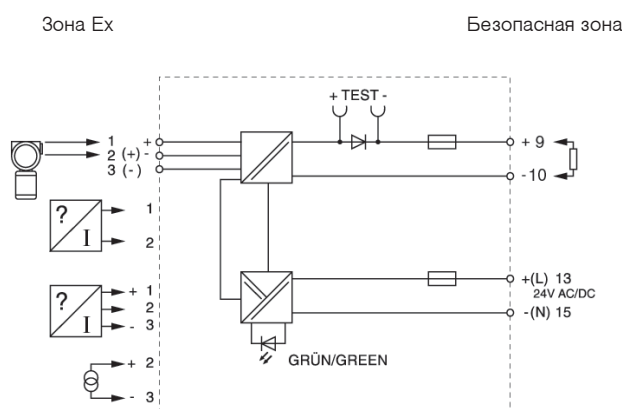 Зона Ex
Безопасная зона
+ TEST -
1 +
2 (+) -
3 (-)
+ 9
- 10
? I
1
2
? I
+ 1
2
- 3
+(L) 13
24V AC/DC
-(N) 15
GRÜN/GREEN
+ 2
- 3